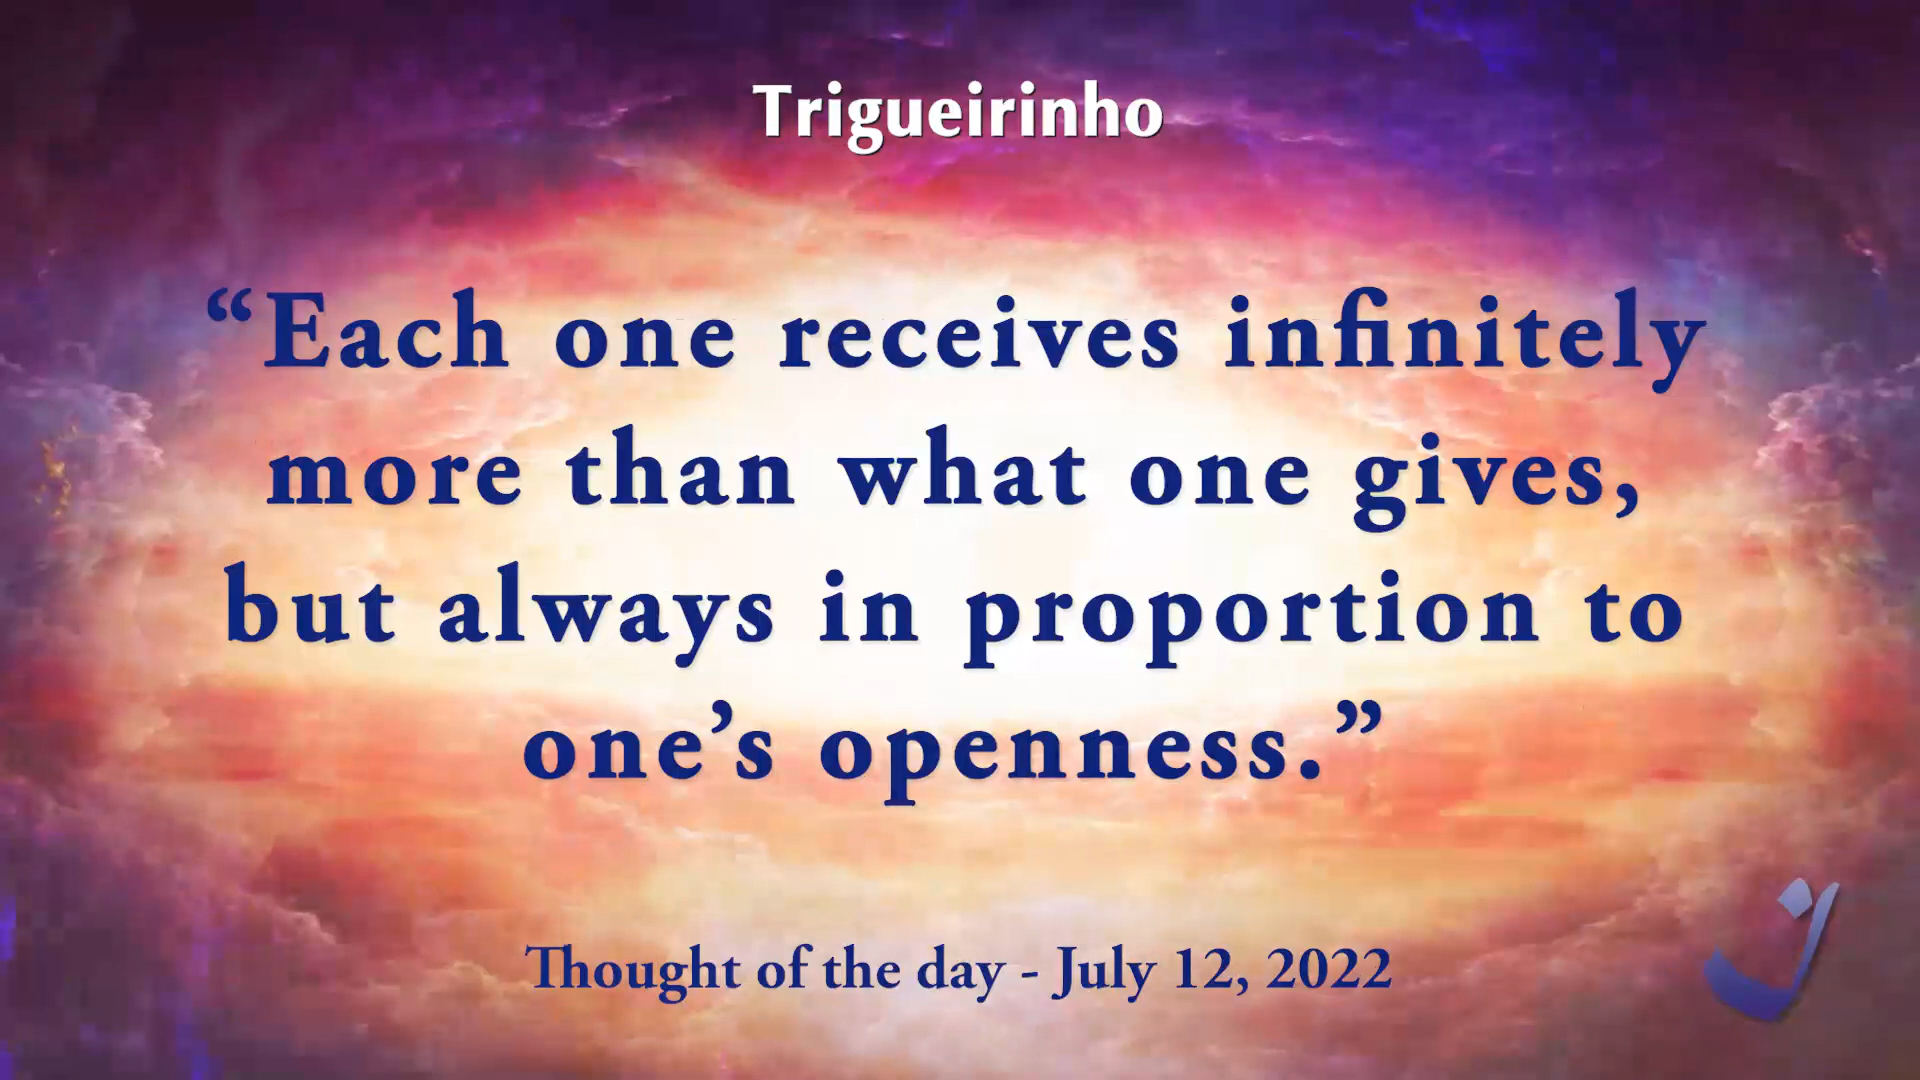 Trigueirinho
“Each one receives infinitely
more than what one gives,
but always in proportion to
one’s openness.”
Thought of the day - July 12, 2022